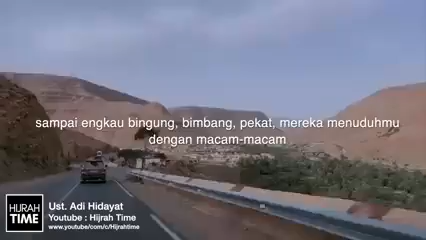 sampai engkau bingung, bimbang, pekat, mereka menuduhmu
dengan macam-macam
HIJRAH
TIME
Ust. Adi Hidayat
Youtube : Hijrah Time
www.youtube.com/c/Hijrahtime